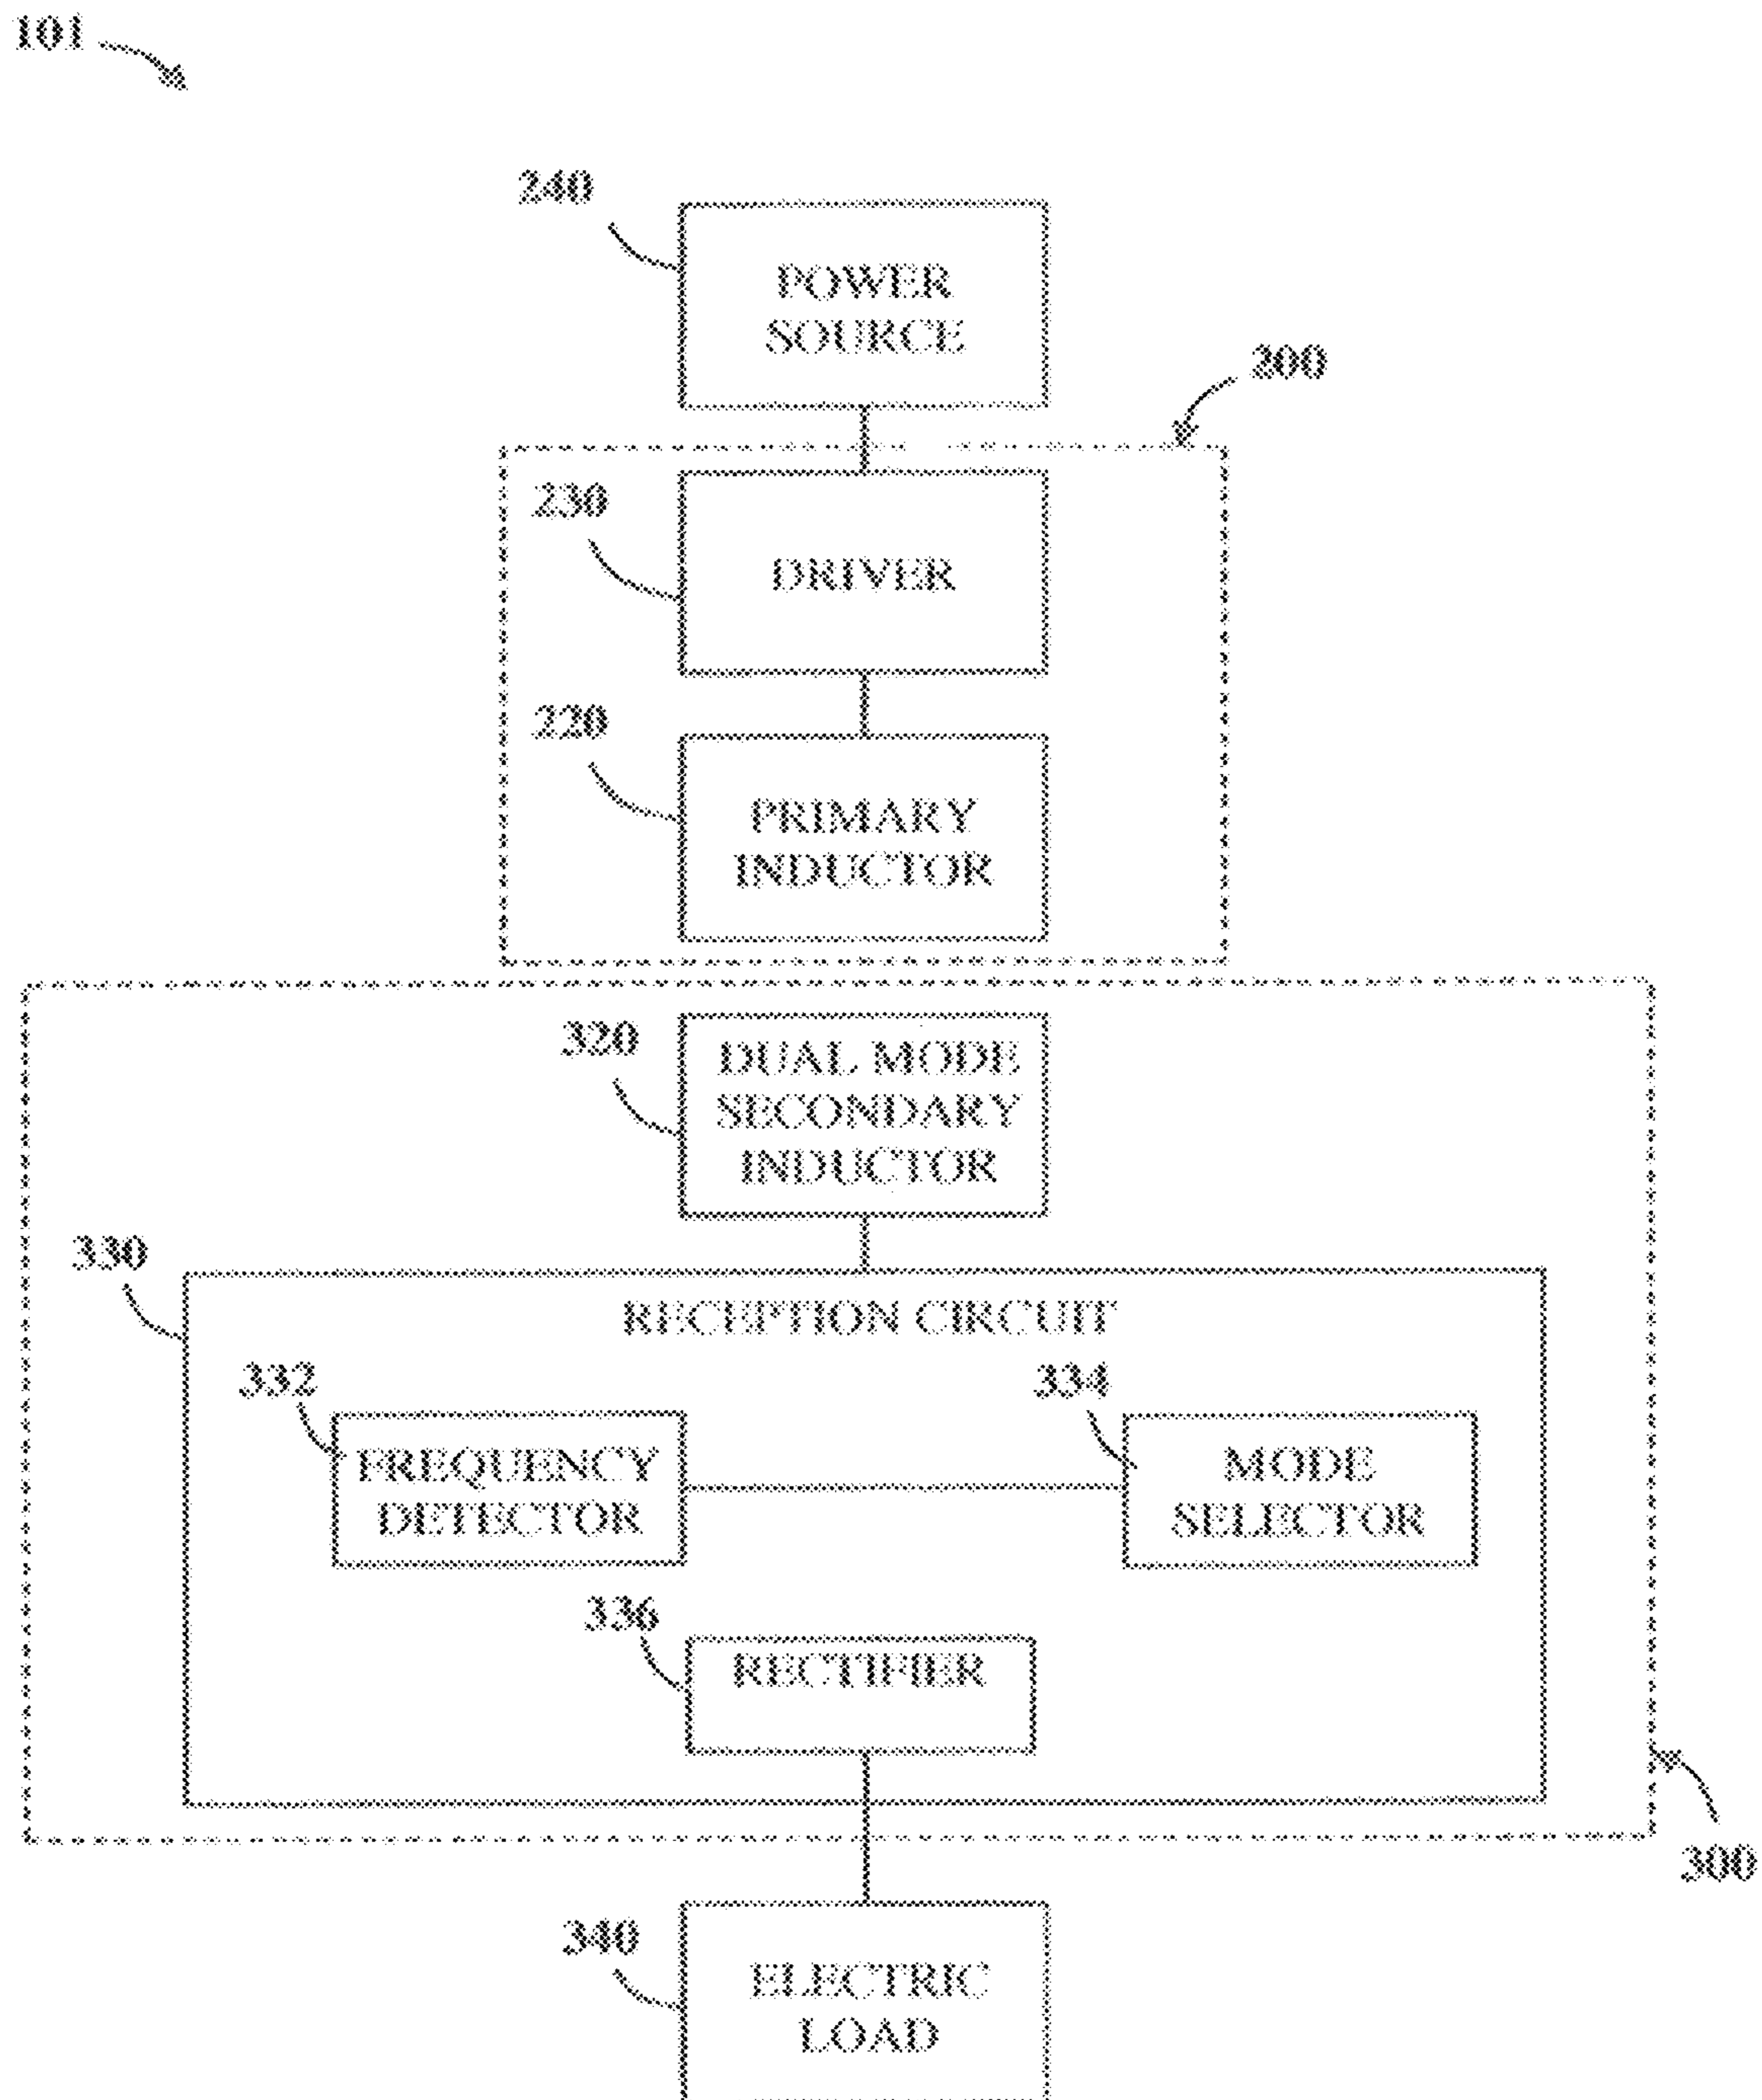 101
240
POWER
SOURCE
200
230
DRIVER
220
PRIMARY
INDUCTOR
320
DUAL MODE
SECONDARY
INDUCTOR
330
RECEPTION CIRCUIT
332
334
FREQUENCY
DETECTOR
MODE
SELECTOR
336
RECTIFIER
300
340
ELECTRIC
LOAD